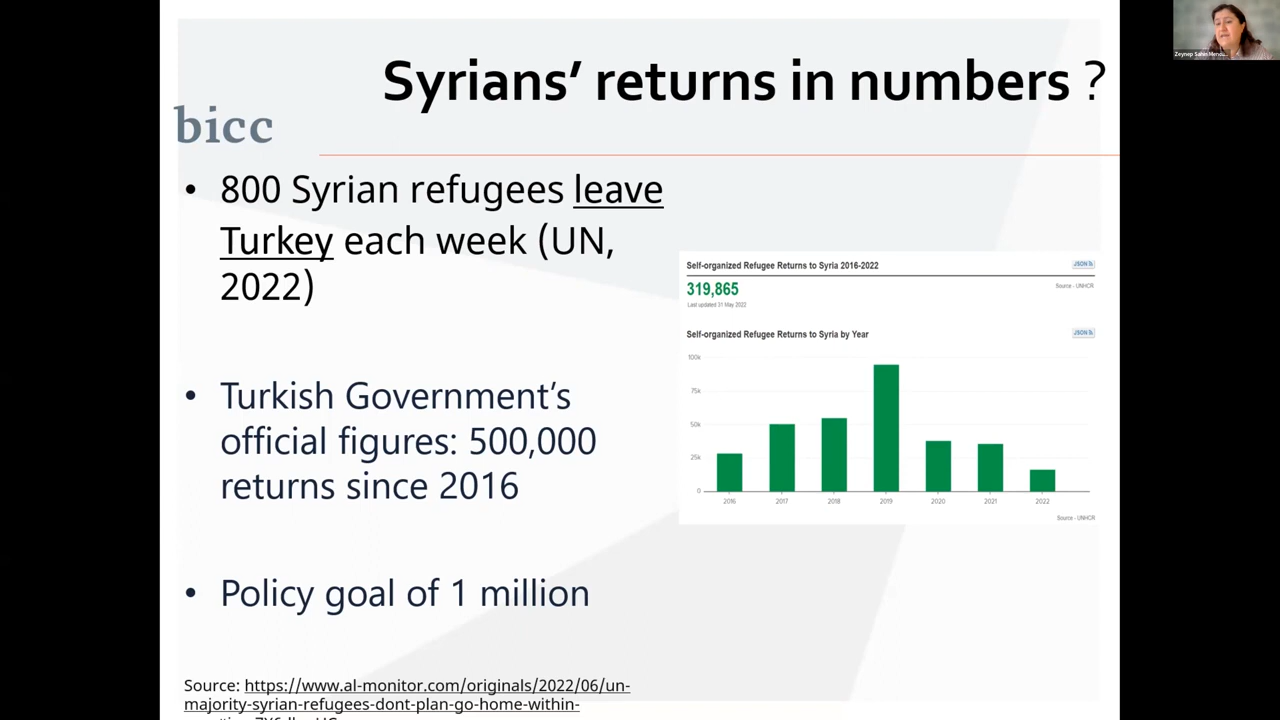 Syrians’ returns in numbers ?
bicc
• 800 Syrian refugees leave
Turkey each week (UN,
2022)
• Turkish Government’s
official figures: 500,000
returns since 2016
• Policy goal of 1 million
Source: https://www.al-monitor.com/originals/2022/06/un-
majority-syrian-refugees-dont-plan-go-home-within-
Self-organized Refugee Returns to Syria 2016-2022
JSON
319,865
Source - UNHCR
Last updated 31 May 2022
Self-organized Refugee Returns to Syria by Year
JSON
100k
75k
50k
25k
0
2016 2017 2018 2019 2020 2021 2022
Source - UNHCR
Zeynep Sahin